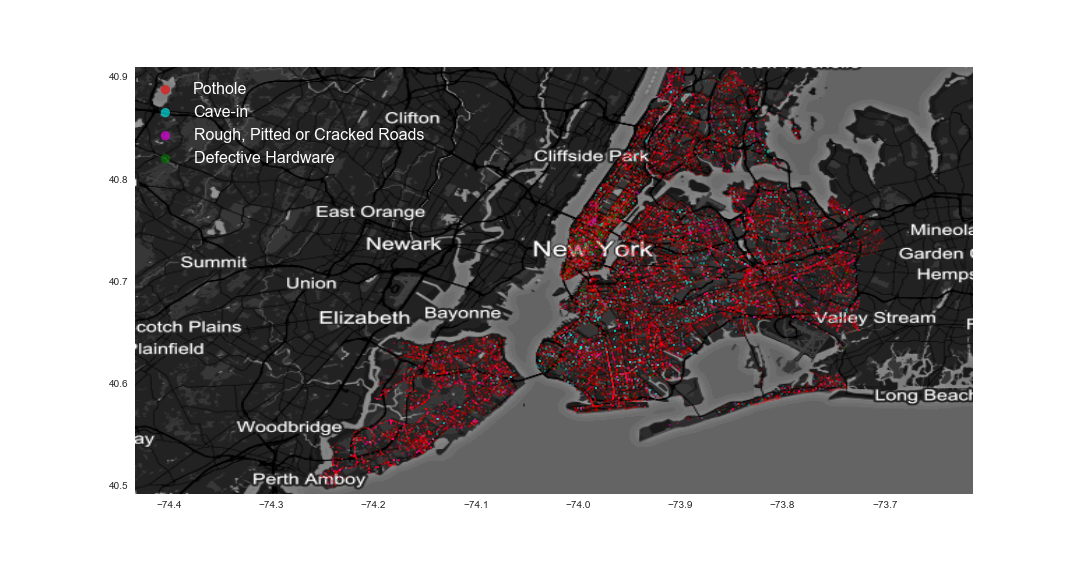 40.9
40.8
40.7
40.6
40.5
Pothole
Cave-in
Rough, Pitted or Cracked Roads
Defective Hardware
Clifton
Cliffside Park
East Orange
Newark
New York
Mineola
Garden
Summit
Hemps
Union
Elizabeth
Bayonne
Valley Stream
cotch Plains
Plainfield
Long Beach
Woodbridge
ay
Perth Amboy
−74.4 −74.3 −74.2 −74.1 −74.0 −73.9 −73.8 −73.7